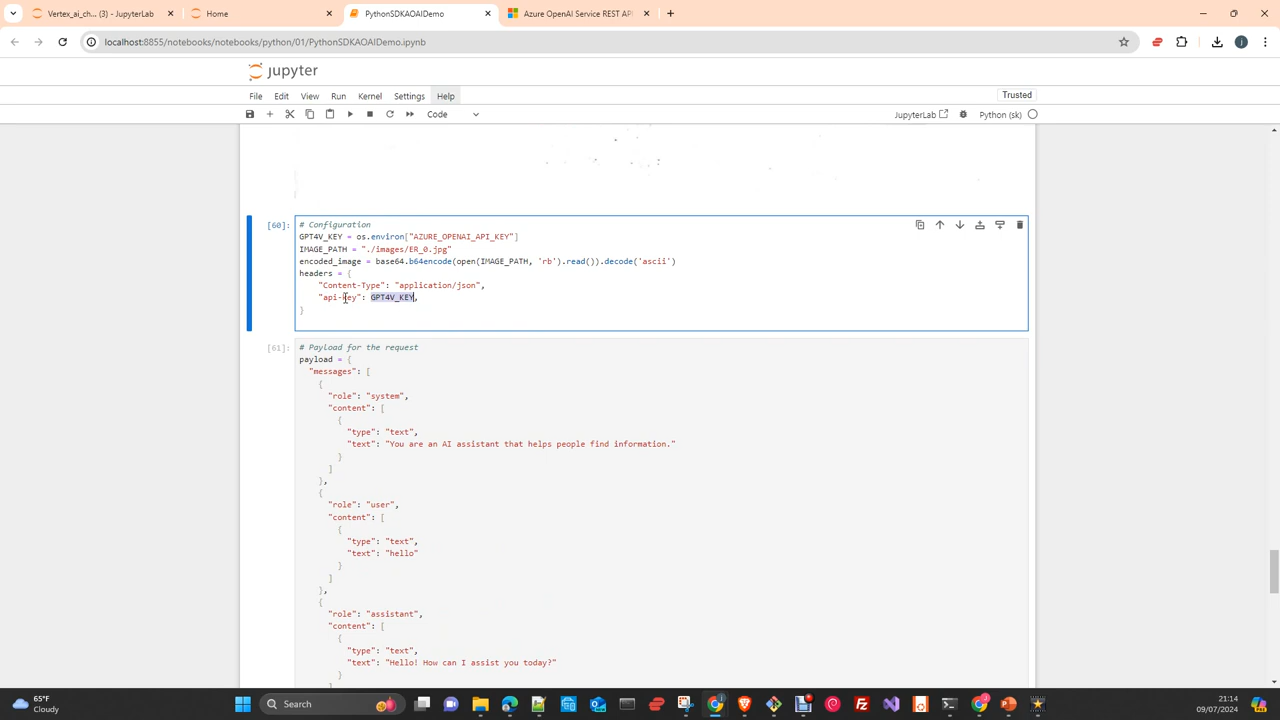 Vertex_ai_ch... (3) - JupyterLab
Home
PythonSDKAOAIDemo
Azure OpenAI Service REST API
localhost:8855/notebooks/notebooks/python/01/PythonSDKAOAIDemo.ipynb
jupyter
File Edit View Run Kernel Settings Help
Trusted
Code
JupyterLab
Python (sk)
[60]:
# Configuration
GPT4V_KEY = os.environ["AZURE_OPENAI_API_KEY"]
IMAGE_PATH = "./images/ER_0.jpg"
encoded_image = base64.b64encode(open(IMAGE_PATH, 'rb').read()).decode('ascii')
headers = {
"Content-Type": "application/json",
"api-key": GPT4V_KEY,
}
[61]:
# Payload for the request
payload = {
"messages": [
{
"role": "system",
"content": [
{
"type": "text",
"text": "You are an AI assistant that helps people find information."
}
]
},
{
"role": "user",
"content": [
{
"type": "text",
"text": "hello"
}
]
},
{
"role": "assistant",
"content": [
{
"type": "text",
"text": "Hello! How can I assist you today?"
}
]
65°F
Cloudy
Search
21:14
09/07/2024